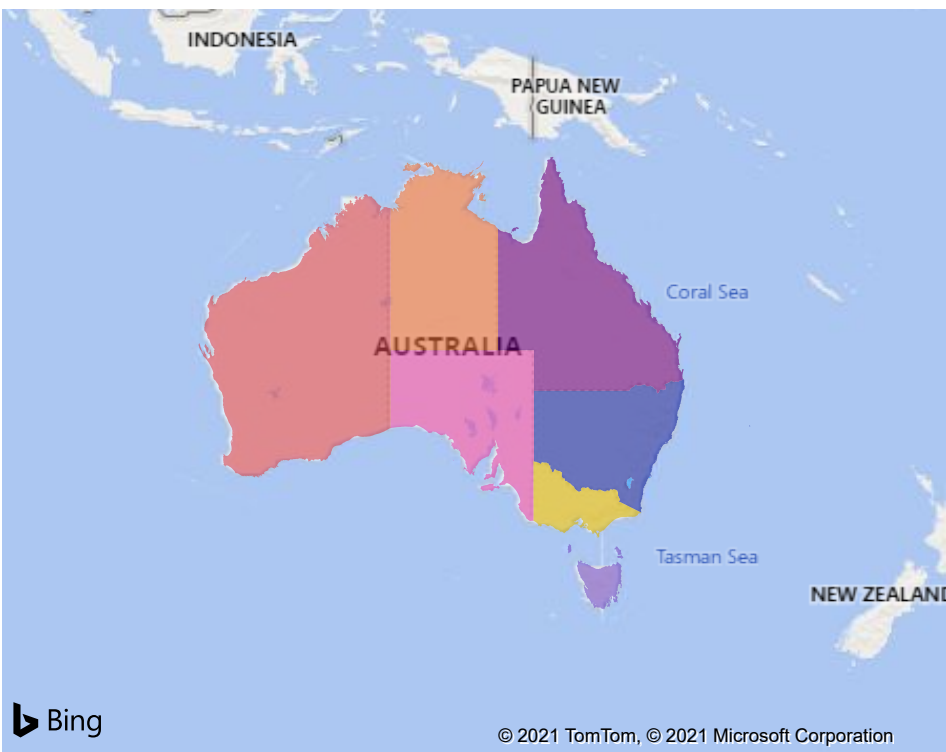 INDONESIA
PAPUA NEW
GUINEA
Coral Sea
AUSTRALIA
Tasman Sea
NEW ZEALAND
Bing
© 2021 TomTom, © 2021 Microsoft Corporation